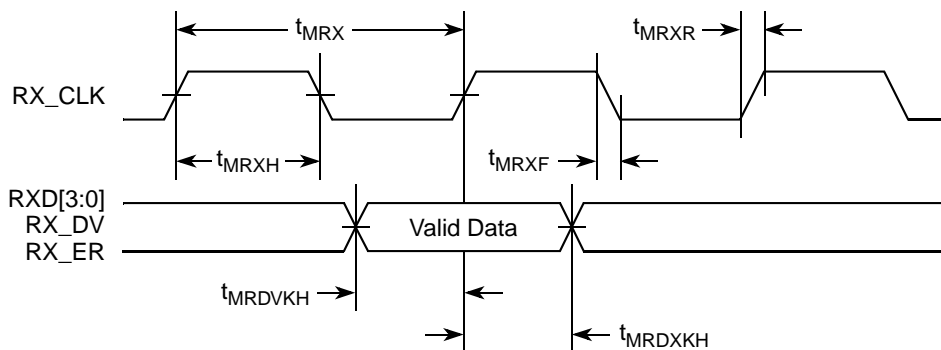 tMRX
tMRXR
RX_CLK
tMRXH
tMRXF
RXD[3:0]
RX_DV
Valid Data
RX_ER
tMRDVKH
tMRDXKH